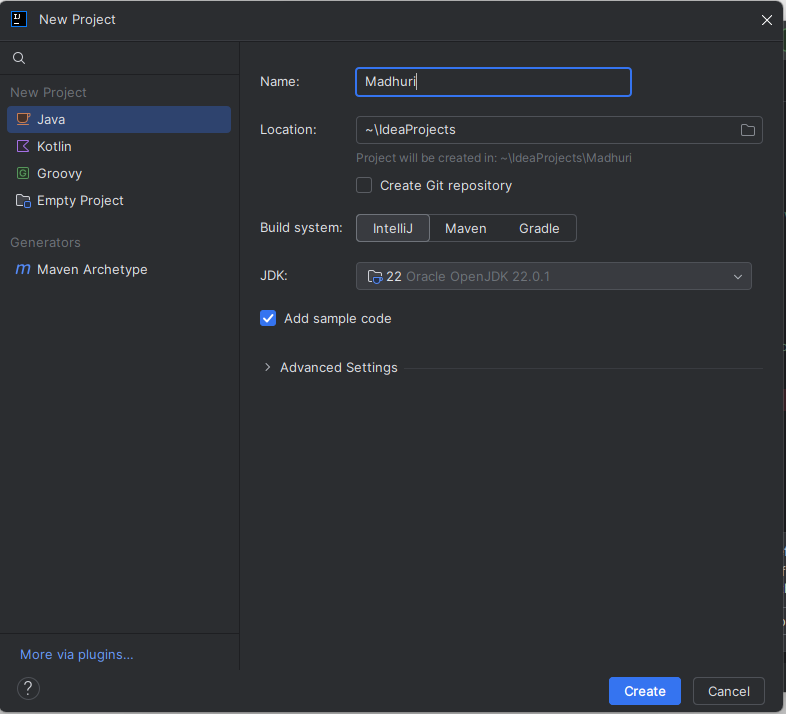 New Project
New Project
Java
Kotlin
G Groovy
Empty Project
Generators
m Maven Archetype
More via plugins...
?
Name: Madhuri
Location: ~\IdeaProjects
Project will be created in: ~\IdeaProjects\Madhuri
Create Git repository
Build system: IntelliJ Maven Gradle
JDK: 22 Oracle OpenJDK 22.0.1
Add sample code
Advanced Settings
Create Cancel